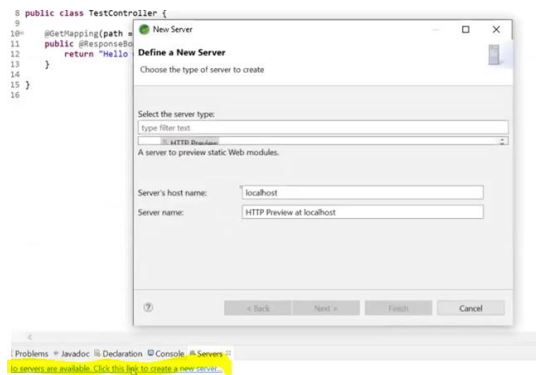 8 public class TestController {
9
10 @GetMapping(path =
11 public @ResponseBo
12 return "Hello
13 }
14
15 }
16
New Server
Define a New Server
Choose the type of server to create
Select the server type:
type filter text
HTTP Preview
A server to preview static Web modules.
Server's host name:
localhost
Server name:
HTTP Preview at localhost
< Back Next > Finish Cancel
Problems Javadoc Declaration Console Servers
No servers are available. Click this link to create a new server...